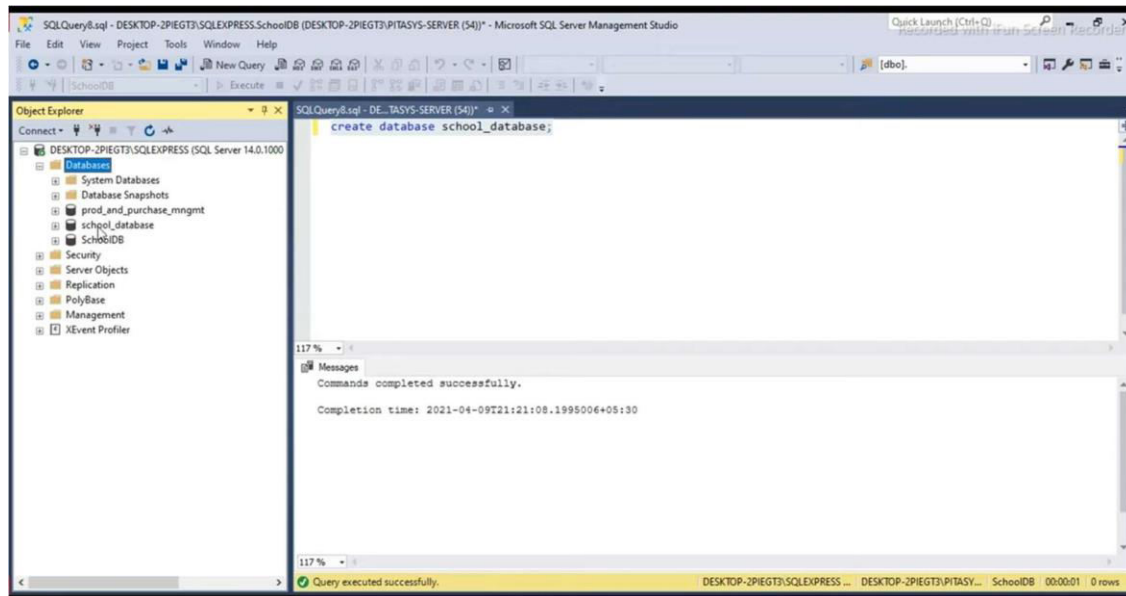 SQLQuery8.sql - DESKTOP-2PIEGT3\SQLEXPRESS.SchoolDB (DESKTOP-2PIEGT3\PITASYS-SERVER (54))* - Microsoft SQL Server Management Studio
Quick Launch (Ctrl+Q)
Recorded with iFun Screen Recorder
File Edit View Project Tools Window Help
New Query
[dbo].
SchoolDB
Execute
Object Explorer
SQLQuery8.sql - DE...TASYS-SERVER (54))*
Connect
create database school_database;
DESKTOP-2PIEGT3\SQLEXPRESS (SQL Server 14.0.1000
Databases
System Databases
Database Snapshots
prod_and_purchase_mngmt
school_database
SchoolDB
Security
Server Objects
Replication
PolyBase
Management
XEvent Profiler
117 %
Messages
Commands completed successfully.
Completion time: 2021-04-09T21:21:08.1995006+05:30
117 %
Query executed successfully.
DESKTOP-2PIEGT3\SQLEXPRESS ... DESKTOP-2PIEGT3\PITASY... SchoolDB 00:00:01 0 rows